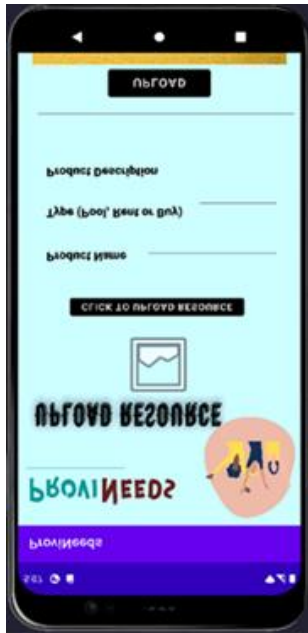 ProviNeeds
PROVINEEDS
UPLOAD RESOURCE
CLICK TO UPLOAD RESOURCE
Product Name
Type (Pool, Rent or Buy)
Product Description
UPLOAD